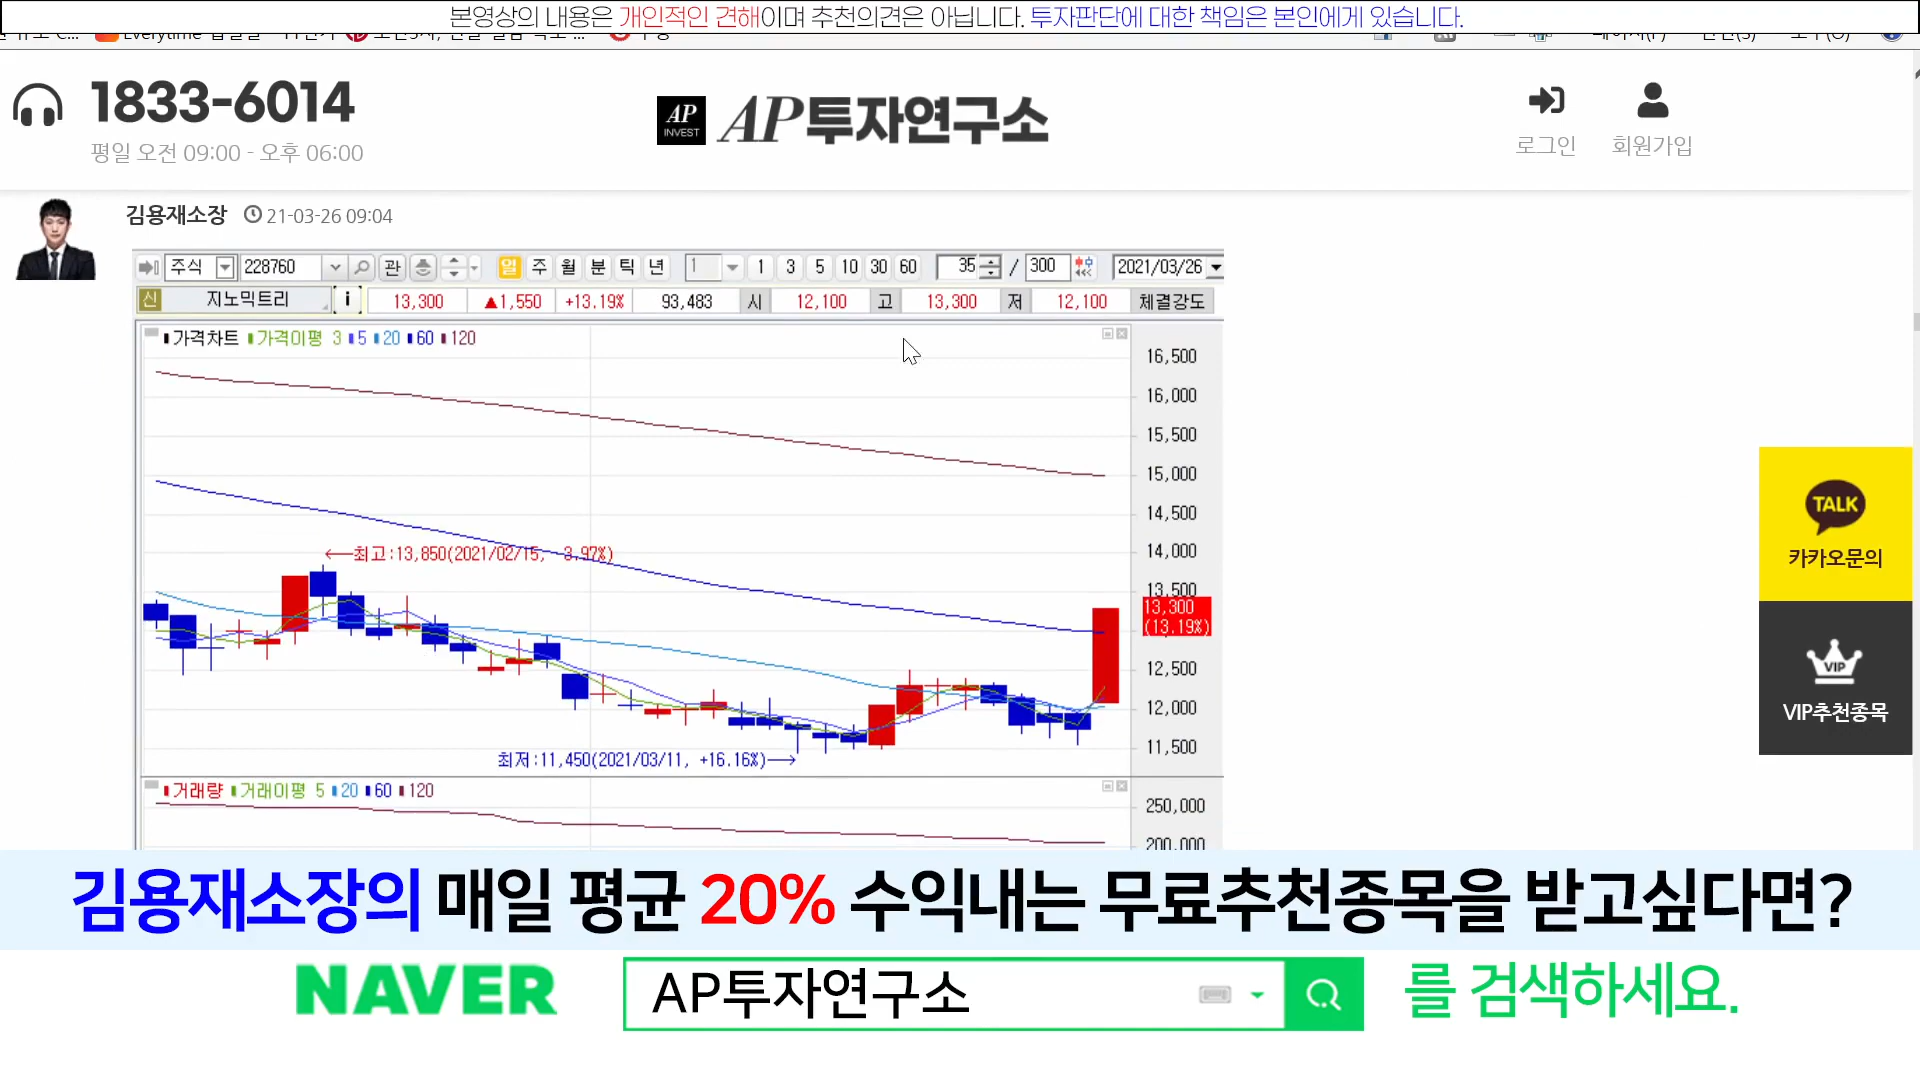 본영상의 내용은 개인적인 견해이며 추천의견은 아닙니다. 투자판단에 대한 책임은 본인에게 있습니다.
1833-6014
평일 오전 09:00 - 오후 06:00
AP INVEST
AP투자연구소
로그인
회원가입
김용재소장 21-03-26 09:04
주식 228760 관 일 주 월 분 틱 년 1 1 3 5 10 30 60 35 / 300 2021/03/26
신 지노믹트리 i 13,300 ▲1,550 +13.19% 93,483 시 12,100 고 13,300 저 12,100 체결강도
가격차트 가격이평 3 5 20 60 120
16,500
16,000
15,500
15,000
14,500
14,000
13,500
13,300
(13.19%)
12,500
12,000
11,500
←최고:13,850(2021/02/15, -3.97%)
최저:11,450(2021/03/11, +16.16%)→
거래량 거래이평 5 20 60 120
250,000
200,000
TALK
카카오문의
VIP
VIP추천종목
김용재소장의 매일 평균 20% 수익내는 무료추천종목을 받고싶다면?
NAVER AP투자연구소 를 검색하세요.